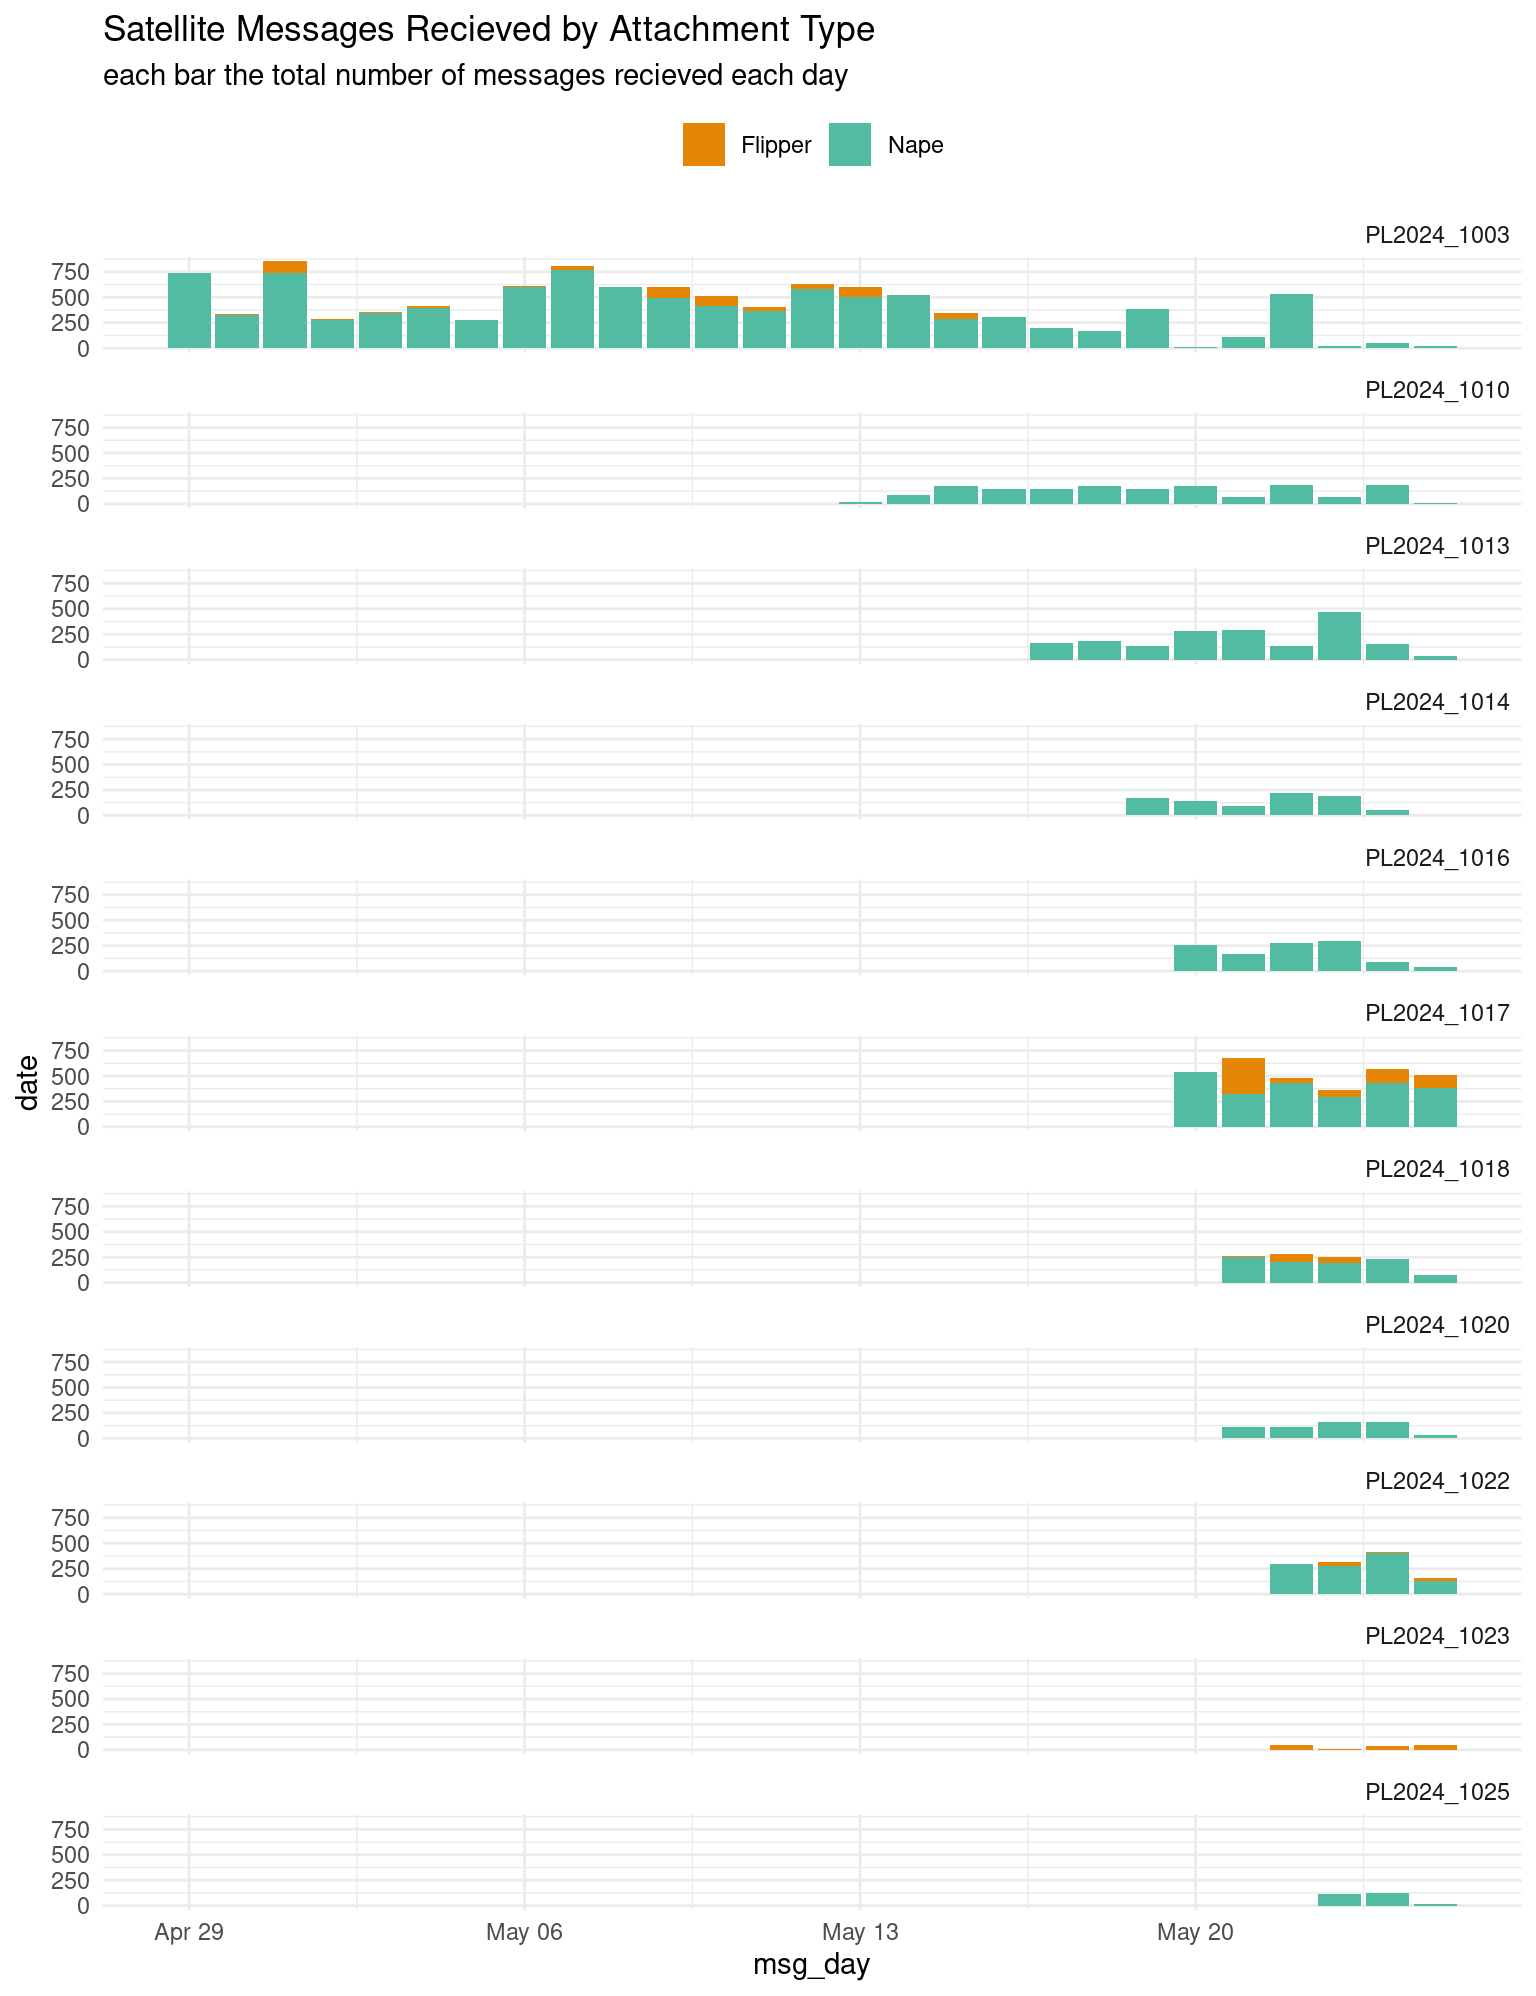 Satellite Messages Recieved by Attachment Type
each bar the total number of messages recieved each day
Flipper Nape
PL2024_1003
750
500
250
0
PL2024_1010
750
500
250
0
PL2024_1013
750
500
250
0
PL2024_1014
750
500
250
0
PL2024_1016
750
500
250
0
PL2024_1017
750
500
250
0
date
PL2024_1018
750
500
250
0
PL2024_1020
750
500
250
0
PL2024_1022
750
500
250
0
PL2024_1023
750
500
250
0
PL2024_1025
750
500
250
0
Apr 29 May 06 May 13 May 20
msg_day